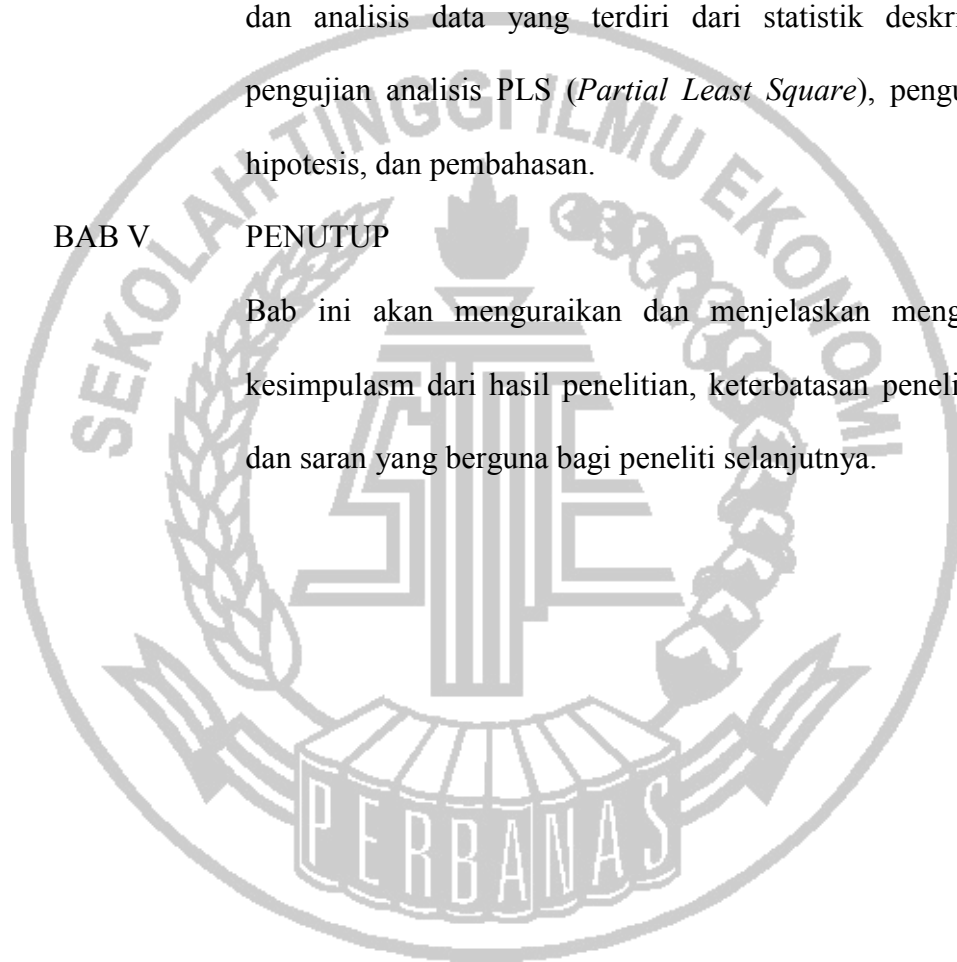 dan analisis data yang terdiri dari statistik deskri
pengujian analisis PLS (Partial Least Square), pengu
hipotesis, dan pembahasan.
BAB V PENUTUP
Bab ini akan menguraikan dan menjelaskan meng
kesimpulasm dari hasil penelitian, keterbatasan peneli
dan saran yang berguna bagi peneliti selanjutnya.
SEKOLAH TINGGI ILMU EKONOMI
PERBANAS